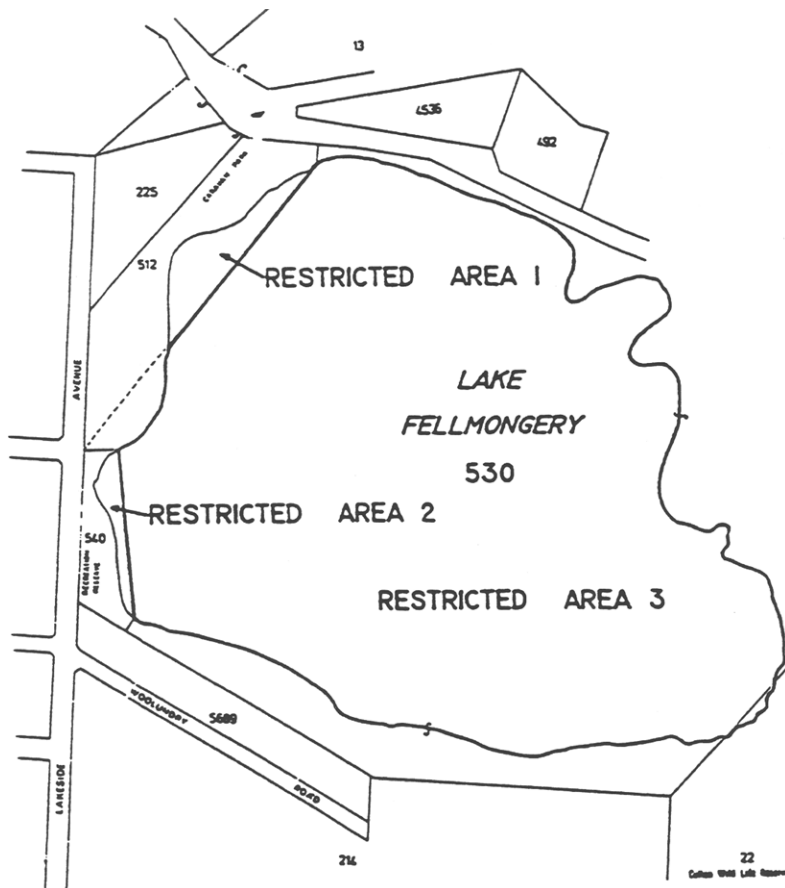 13
4536
492
225
512
RESTRICTED AREA 1
AVENUE
LAKE
FELLMONGERY
530
RESTRICTED AREA 2
540
RECREATION
RESERVE
RESTRICTED AREA 3
WOOLUNDRY
ROAD
5689
LAKESIDE
214
22